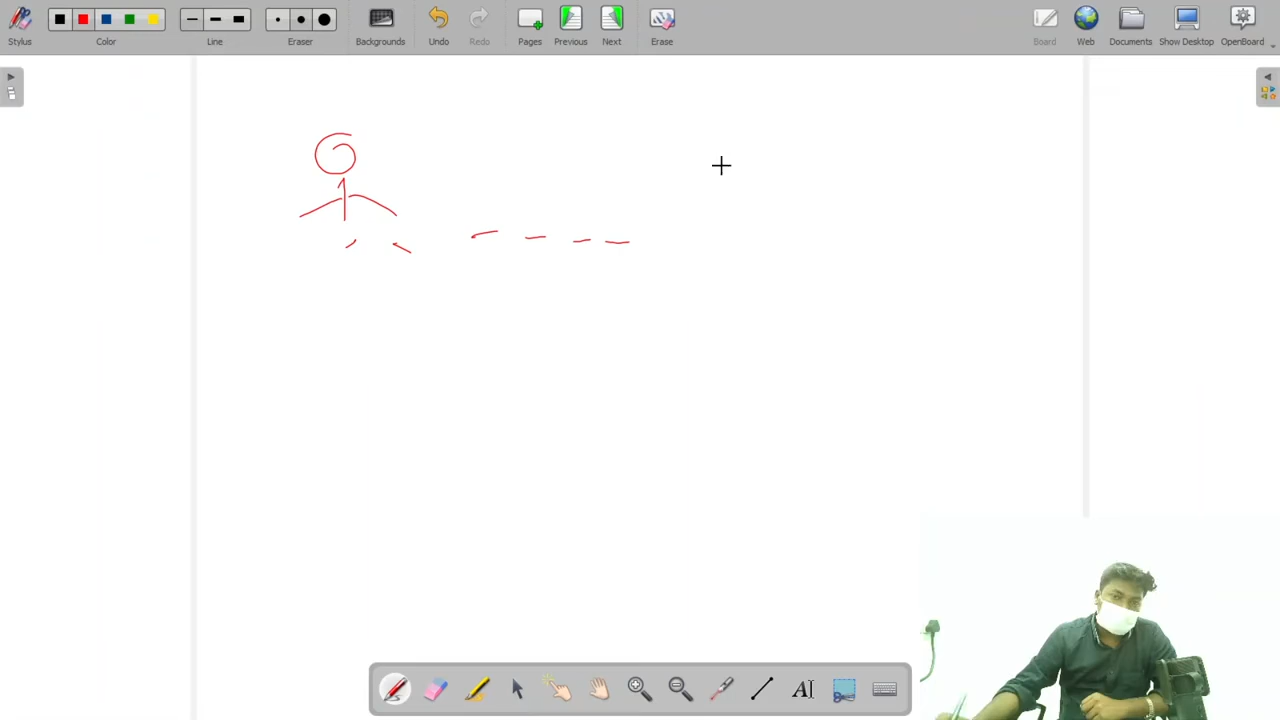 Stylus
Color
Line
Eraser
Backgrounds
Undo
Redo
Pages
Previous
Next
Erase
Board
Web
Documents
Show Desktop
OpenBoard
A